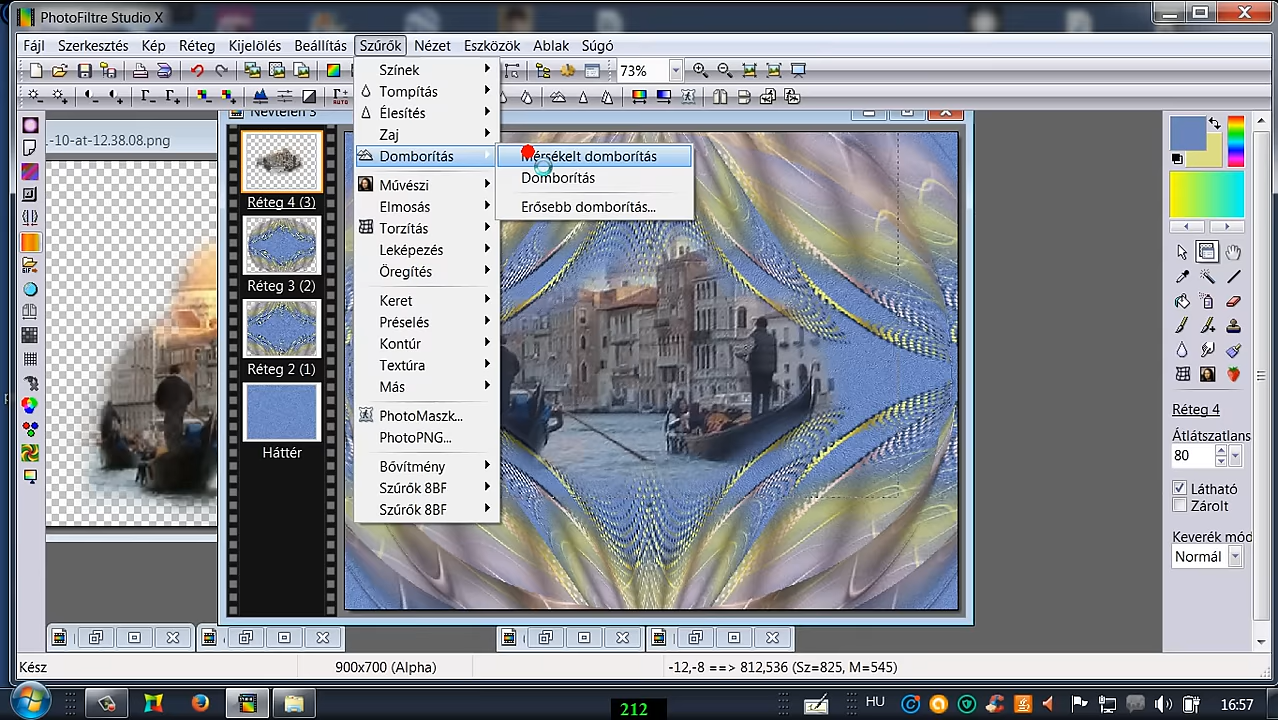 PhotoFiltre Studio X
Fájl Szerkesztés Kép Réteg Kijelölés Beállítás Szűrők Nézet Eszközök Ablak Súgó
73%
AUTO
Névtelen 3
.-10-at-12.38.08.png
Színek
Tompítás
Élesítés
Zaj
Domborítás
Művészi
Elmosás
Torzítás
Leképezés
Öregítés
Keret
Préselés
Kontúr
Textúra
Más
PhotoMaszk...
PhotoPNG...
Bővítmény
Szűrők 8BF
Szűrők 8BF
Mérsékelt domborítás
Domborítás
Erősebb domborítás...
Réteg 4 (3)
Réteg 3 (2)
Réteg 2 (1)
Háttér
Réteg 4
Átlátszatlans
80
Látható
Zárolt
Keverék mód
Normál
Kész
900x700 (Alpha)
-12,-8 ==> 812,536 (Sz=825, M=545)
212
HU
16:57